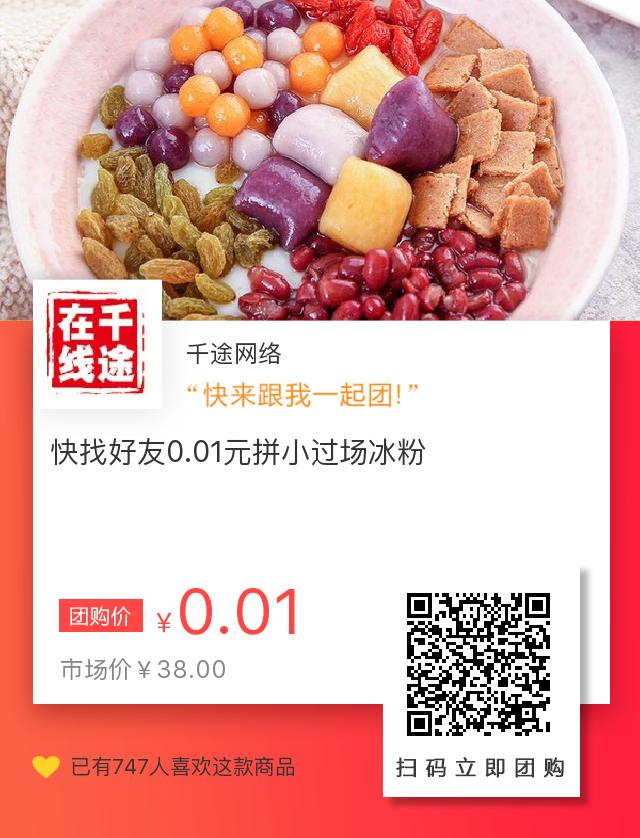 千途
在线
千途网络
“快来跟我一起团!”
快找好友0.01元拼小过场冰粉
团购价 ¥0.01
市场价¥38.00
已有747人喜欢这款商品
扫码立即团购